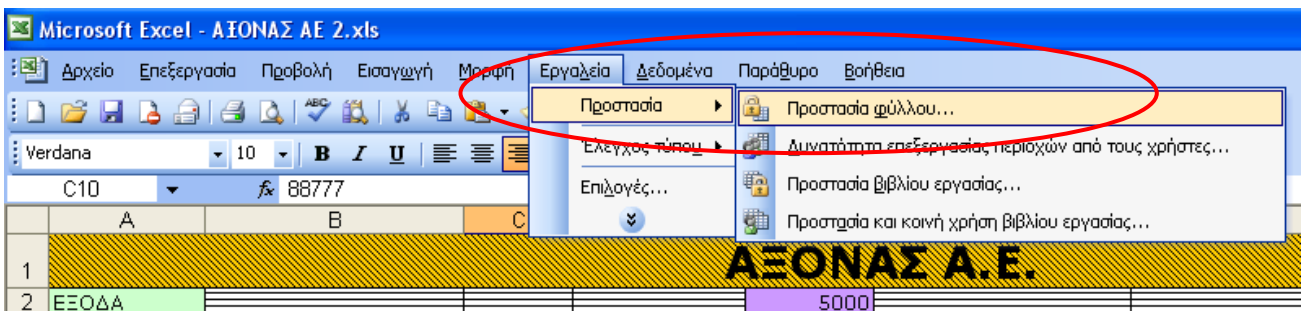 Microsoft Excel - ΑΞΟΝΑΣ ΑΕ 2.xls
Αρχείο Επεξεργασία Προβολή Εισαγωγή Μορφή Εργαλεία Δεδομένα Παράθυρο Βοήθεια
Προστασία Προστασία φύλλου...
Verdana 10 B I U Έλεγχος τύπου Δυνατότητα επεξεργασίας περιοχών από τους χρήστες...
C10 fx 88777 Επιλογές... Προστασία Βιβλίου εργασίας...
A B C Προστασία και κοινή χρήση βιβλίου εργασίας...
1 ΑΞΟΝΑΣ Α.Ε.
2 ΕΞΟΔΑ 5000